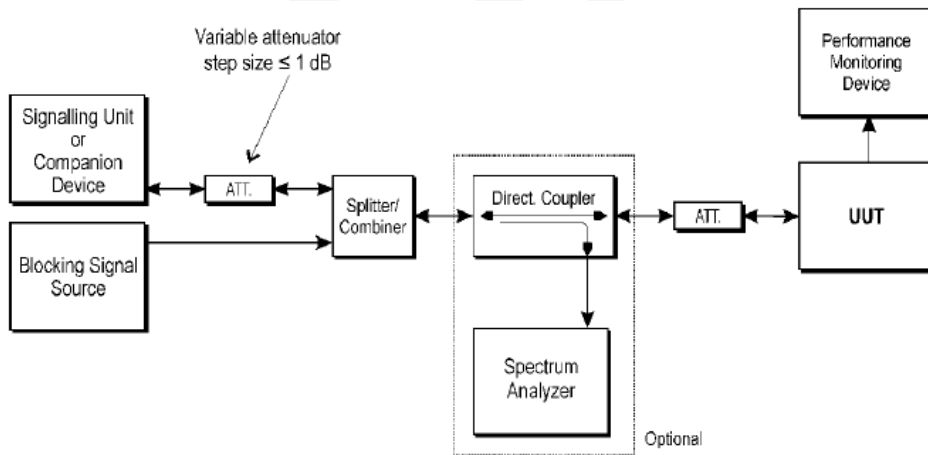 Variable attenuator
step size ≤ 1 dB
Performance
Monitoring
Device
Signalling Unit
or
Companion
Device
ATT.
Splitter/
Combiner
Direct. Coupler
ATT.
UUT
Blocking Signal
Source
Spectrum
Analyzer
Optional